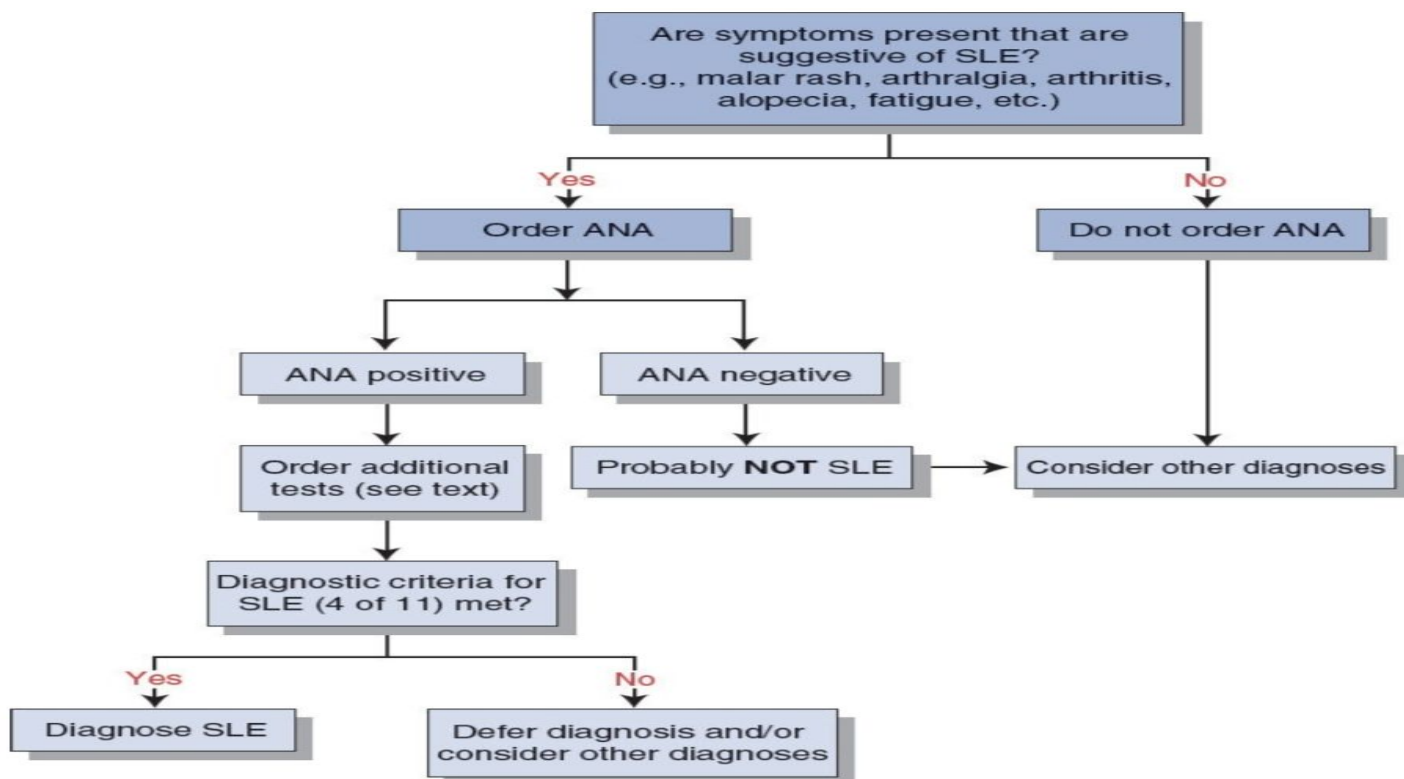 Are symptoms present that are
suggestive of SLE?
(e.g., malar rash, arthralgia, arthritis,
alopecia, fatigue, etc.)
Yes
No
Order ANA
Do not order ANA
ANA positive
ANA negative
Order additional
tests (see text)
Probably NOT SLE
Consider other diagnoses
Diagnostic criteria for
SLE (4 of 11) met?
Yes
No
Diagnose SLE
Defer diagnosis and/or
consider other diagnoses